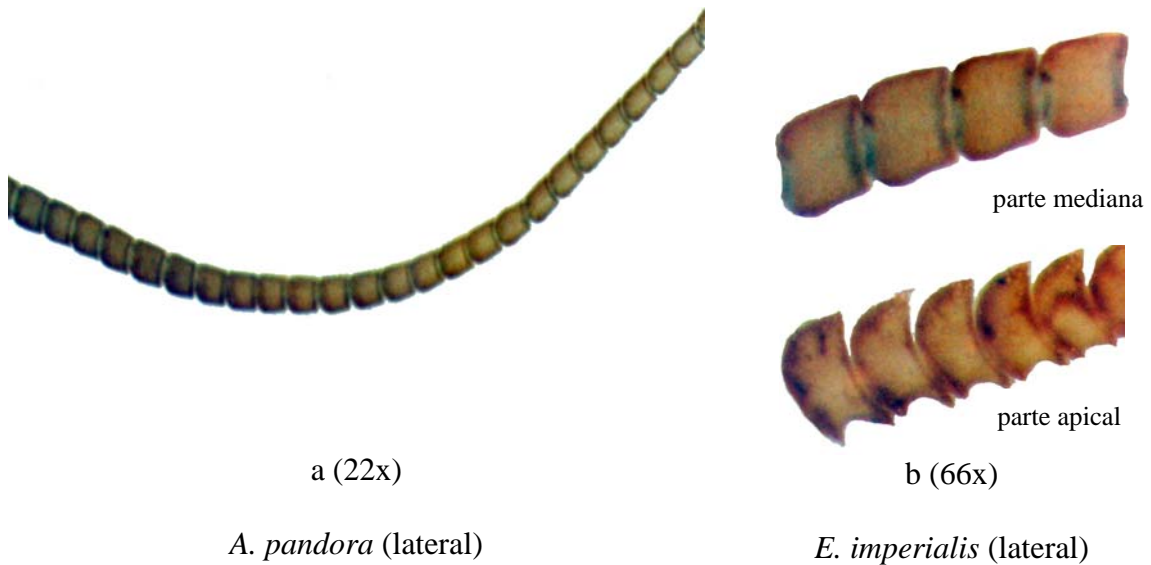 parte mediana
parte apical
a (22x)
b (66x)
A. pandora (lateral)
E. imperialis (lateral)